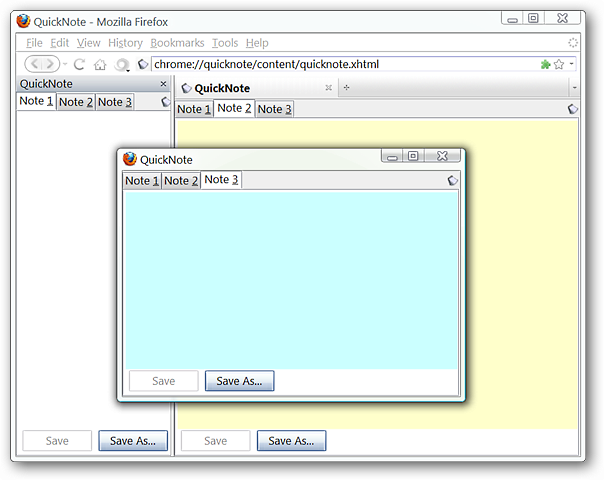 QuickNote - Mozilla Firefox
File Edit View History Bookmarks Tools Help
chrome://quicknote/content/quicknote.xhtml
QuickNote
Note 1 Note 2 Note 3
QuickNote
Note 1 Note 2 Note 3
QuickNote
Note 1 Note 2 Note 3
Save Save As...
Save Save As...
Save Save As...